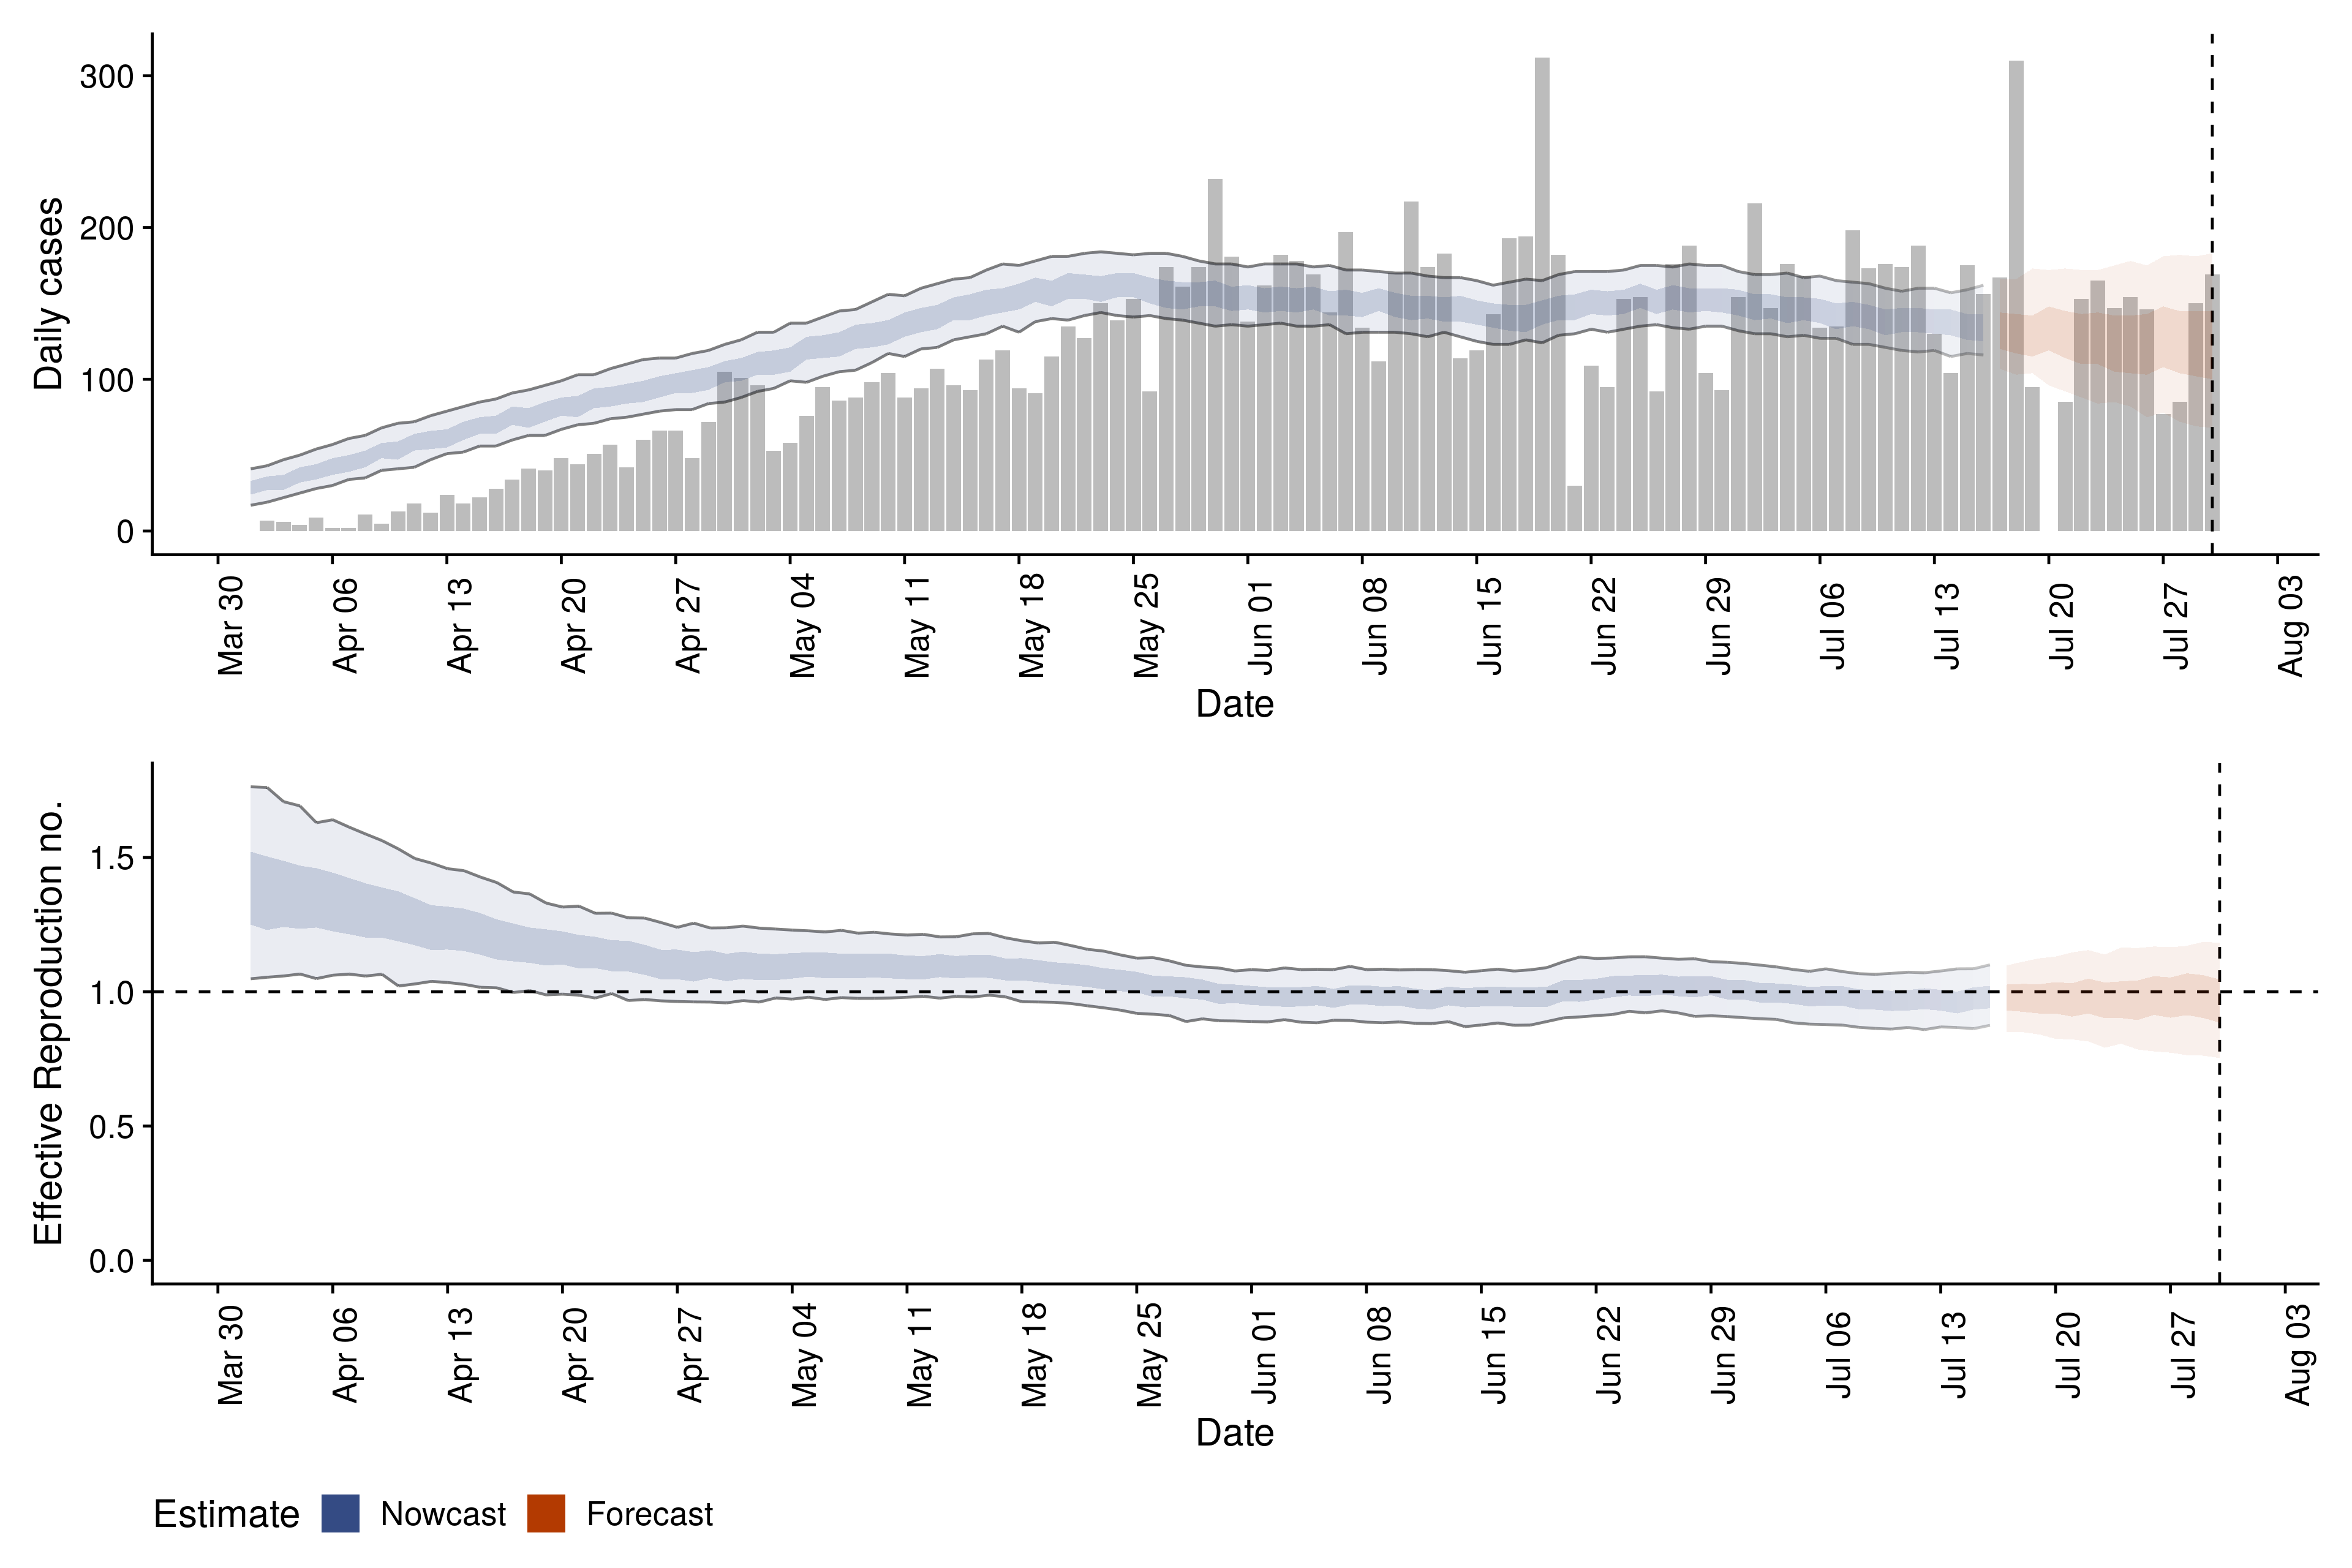 Daily cases
300
200
100
0
Mar 30
Apr 06
Apr 13
Apr 20
Apr 27
May 04
May 11
May 18
May 25
Jun 01
Jun 08
Jun 15
Jun 22
Jun 29
Jul 06
Jul 13
Jul 20
Jul 27
Aug 03
Date
Effective Reproduction no.
1.5
1.0
0.5
0.0
Mar 30
Apr 06
Apr 13
Apr 20
Apr 27
May 04
May 11
May 18
May 25
Jun 01
Jun 08
Jun 15
Jun 22
Jun 29
Jul 06
Jul 13
Jul 20
Jul 27
Aug 03
Date
Estimate Nowcast Forecast